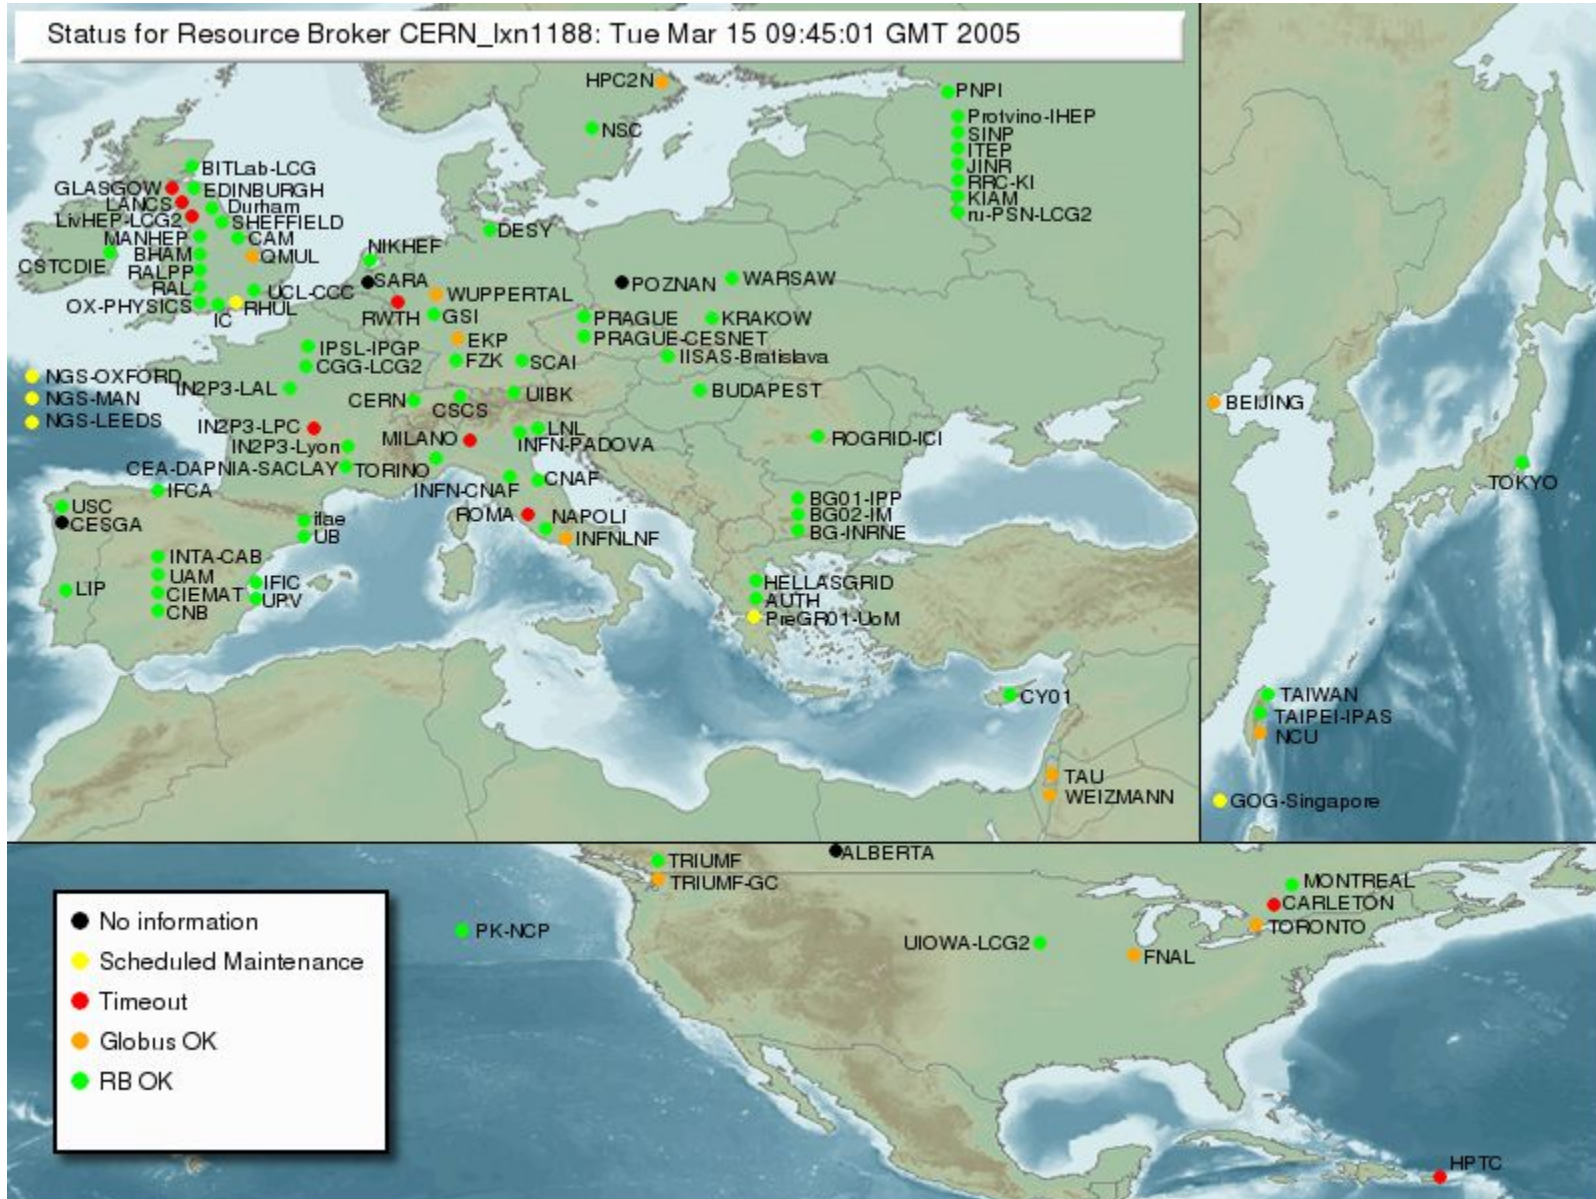 Status for Resource Broker CERN_lxn1188: Tue Mar 15 09:45:01 GMT 2005
HPC2N
NSC
PNPI
Protvino-IHEP
SINP
ITEP
JINR
RRC-KI
KIAM
ru-PSN-LCG2
BITLab-LCG
GLASGOW
EDINBURGH
LANCS
Durham
LivHEP-LCG2
SHEFFIELD
MANHEP
CAM
CSTCDIE
BHAM
QMUL
RALPP
RAL
UCL-CCC
OX-PHYSICS
IC
RHUL
DESY
NIKHEF
SARA
WUPPERTAL
RWTH
GSI
POZNAN
WARSAW
EKP
PRAGUE
KRAKOW
PRAGUE-CESNET
IPSL-IPGP
CGG-LCG2
FZK
SCAI
IISAS-Bratislava
NGS-OXFORD
NGS-MAN
NGS-LEEDS
IN2P3-LAL
CERN
CSCS
UIBK
BUDAPEST
IN2P3-LPC
MILANO
LNL
INFN-PADOVA
ROGRID-ICI
IN2P3-Lyon
CEA-DAPNIA-SACLAY
TORINO
INFN-CNAF
CNAF
IFCA
USC
CESGA
ifae
UB
ROMA
NAPOLI
INFNLNF
BG01-IPP
BG02-IM
BG-INRNE
INTA-CAB
UAM
CIEMAT
CNB
LIP
IFIC
UPV
HELLASGRID
AUTH
PreGR01-UoM
CY01
TAU
WEIZMANN
BEIJING
TOKYO
TAIWAN
TAIPEI-IPAS
NCU
GOG-Singapore
TRIUMF
TRIUMF-GC
ALBERTA
MONTREAL
CARLETON
TORONTO
PK-NCP
UIOWA-LCG2
FNAL
HPTC
No information
Scheduled Maintenance
Timeout
Globus OK
RB OK